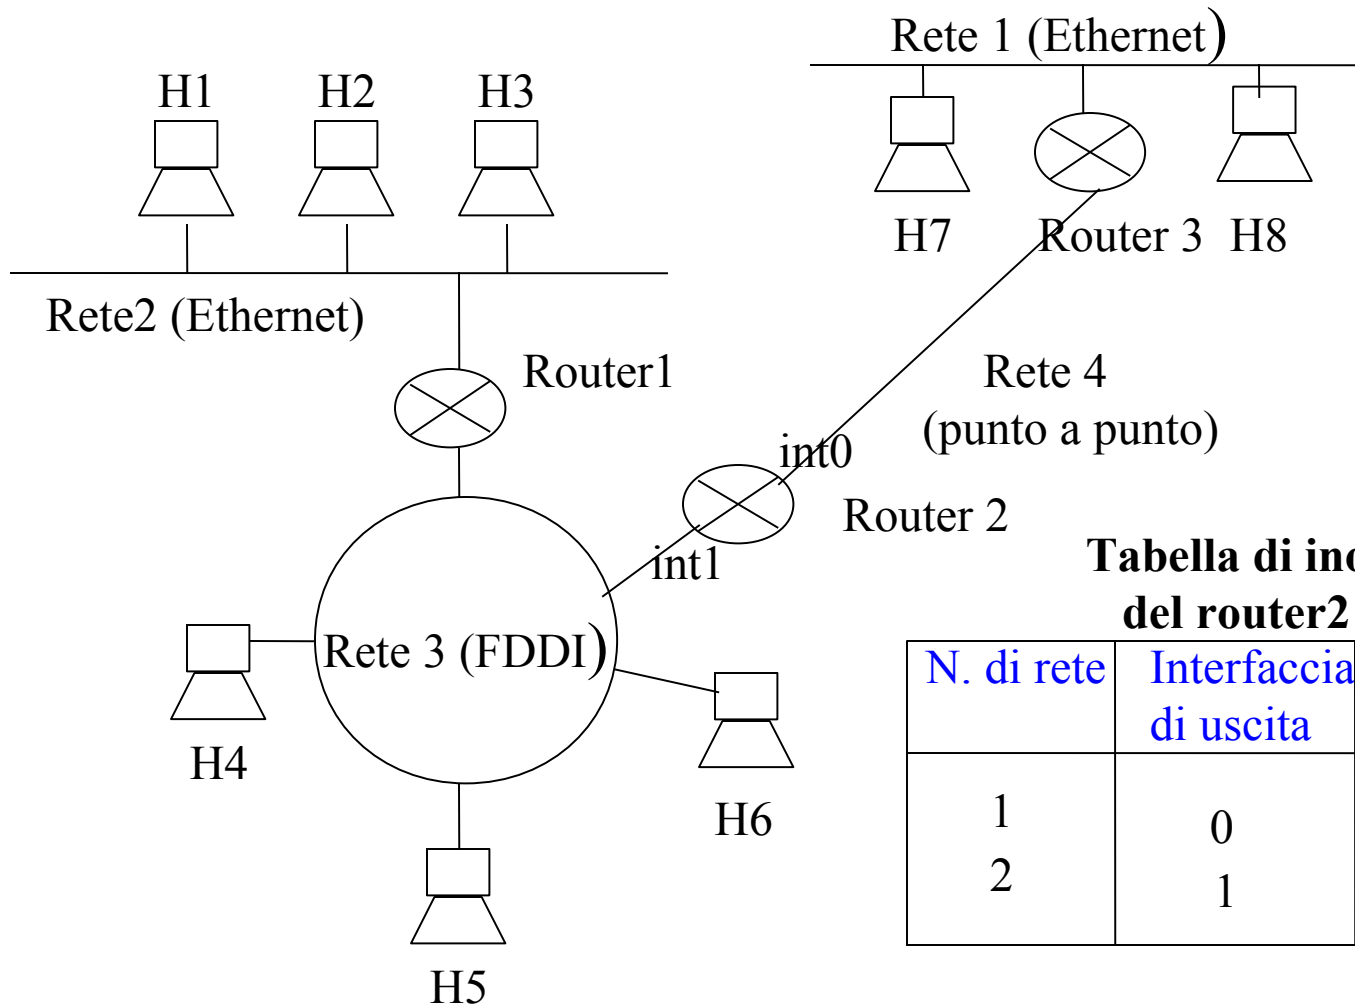 Rete 1 (Ethernet)
H1
H2
H3
H7
Router 3
H8
Rete2 (Ethernet)
Router1
Rete 4
(punto a punto)
int0
Router 2
int1
Rete 3 (FDDI)
H4
H6
H5
Tabella di ino
del router2
N. di rete
Interfaccia
di uscita
1
0
2
1